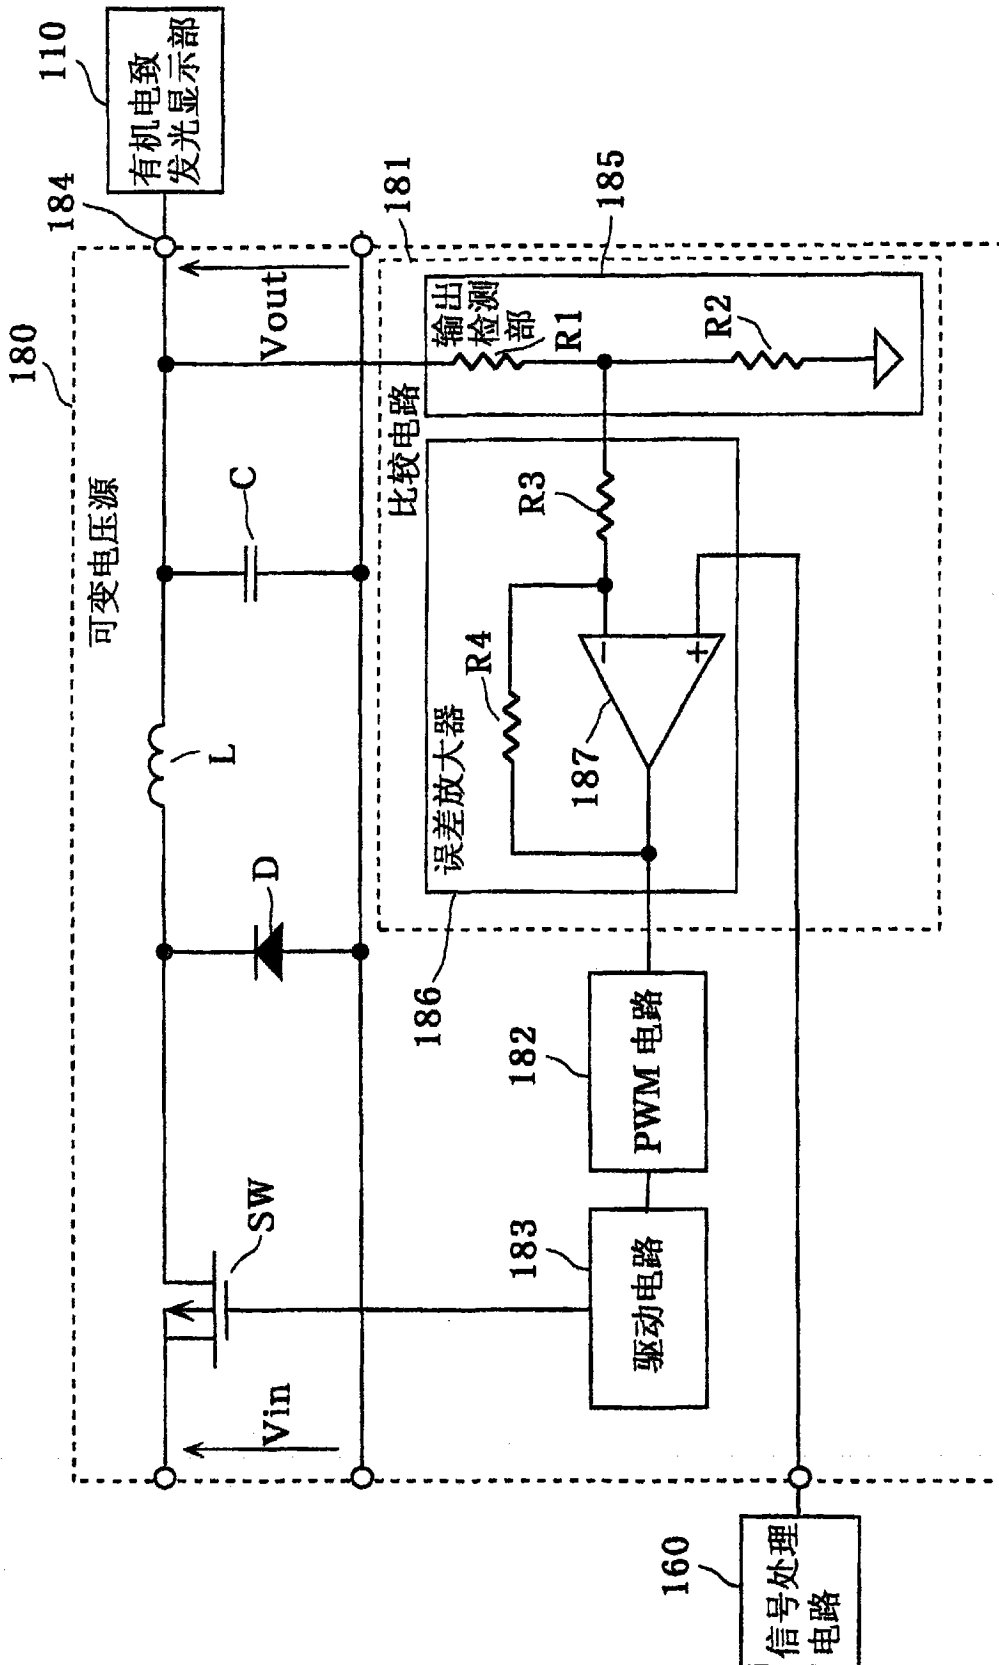 180
可变电压源
184
110
有机电致
发光显示部
Vin
SW
D
L
C
Vout
181
比较电路
185
输出
检测
部
R1
R2
R3
R4
误差放大器
186
187
−
+
183
驱动电路
182
PWM 电路
160
信号处理
电路